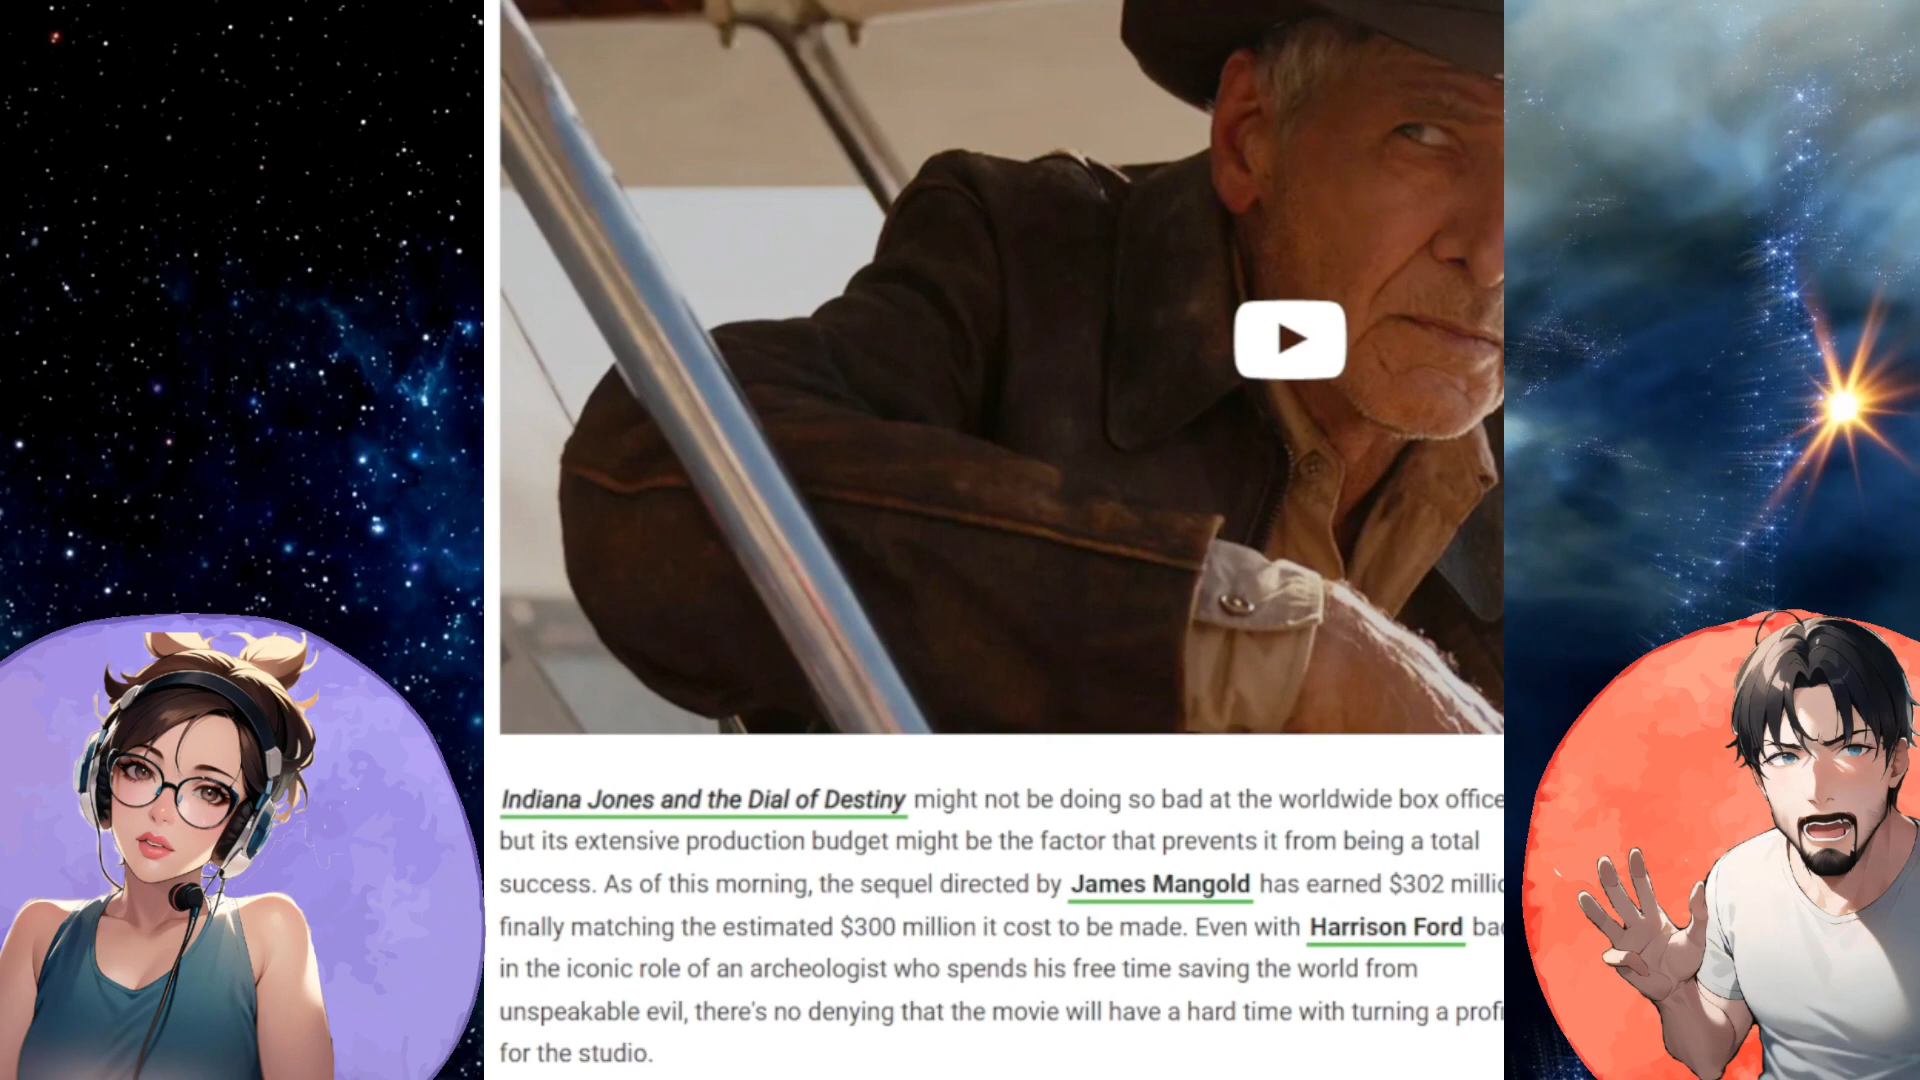 Indiana Jones and the Dial of Destiny might not be doing so bad at the worldwide box office
but its extensive production budget might be the factor that prevents it from being a total
success. As of this morning, the sequel directed by James Mangold has earned $302
finally matching the estimated $300 million it cost to be made. Even with Harrison Ford
in the iconic role of an archeologist who spends his free time saving the world from
unspeakable evil, there's no denying that the movie will have a hard time with turning a
for the studio.